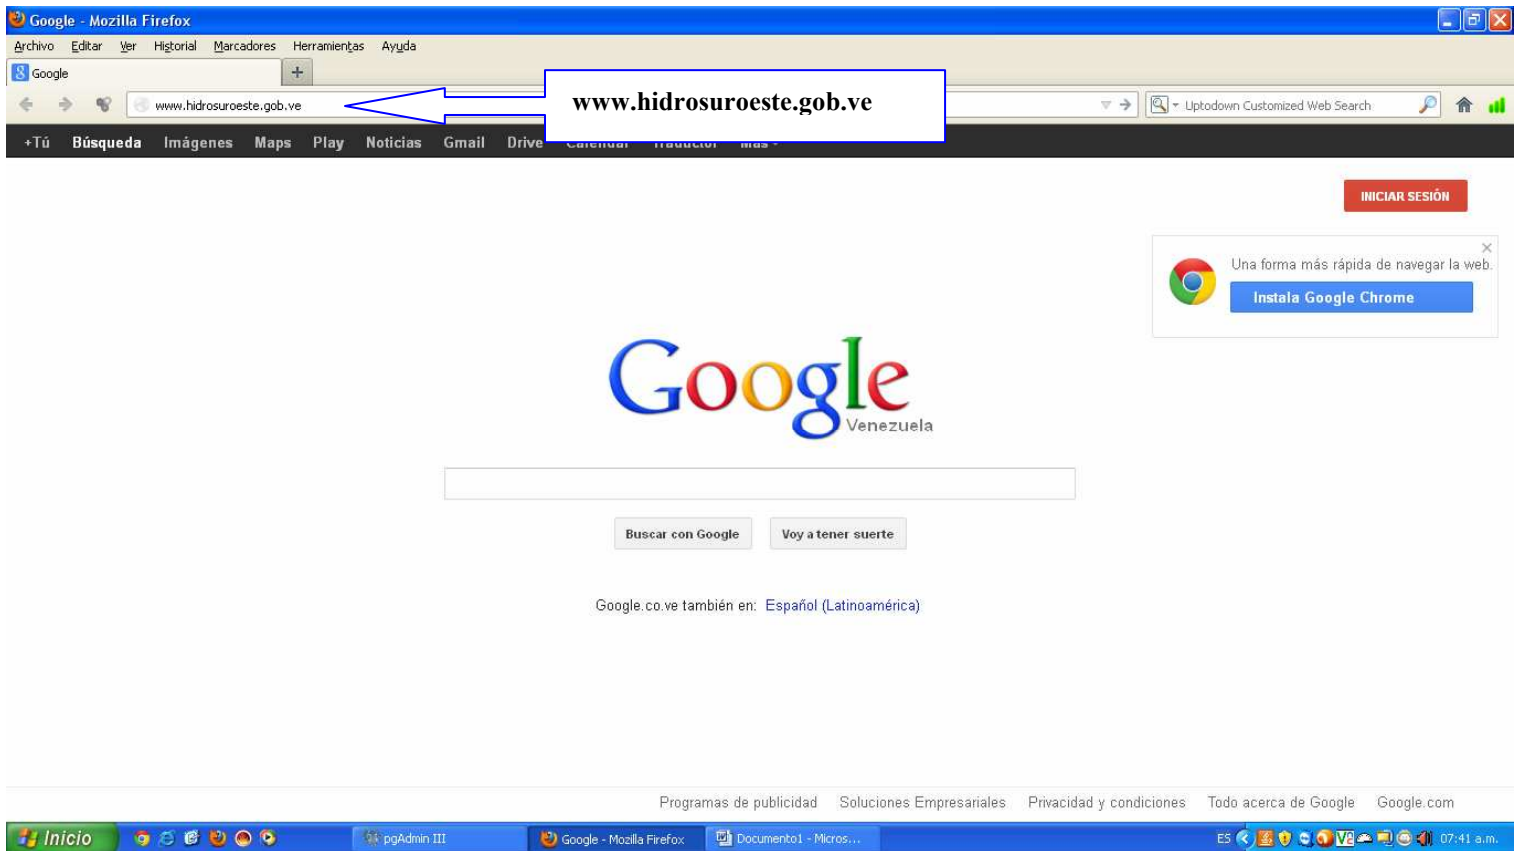 Google - Mozilla Firefox
Archivo Editar Ver Historial Marcadores Herramientas Ayuda
Google
www.hidrosuroeste.gob.ve
www.hidrosuroeste.gob.ve
Uptodown Customized Web Search
+Tú Búsqueda Imágenes Maps Play Noticias Gmail Drive Calendar Traductor Más
INICIAR SESIÓN
Una forma más rápida de navegar la web.
Instala Google Chrome
Google
Venezuela
Buscar con Google Voy a tener suerte
Google.co.ve también en: Español (Latinoamérica)
Programas de publicidad Soluciones Empresariales Privacidad y condiciones Todo acerca de Google Google.com
Inicio pgAdmin III Google - Mozilla Firefox Documento1 - Micros... ES 07:41 a.m.